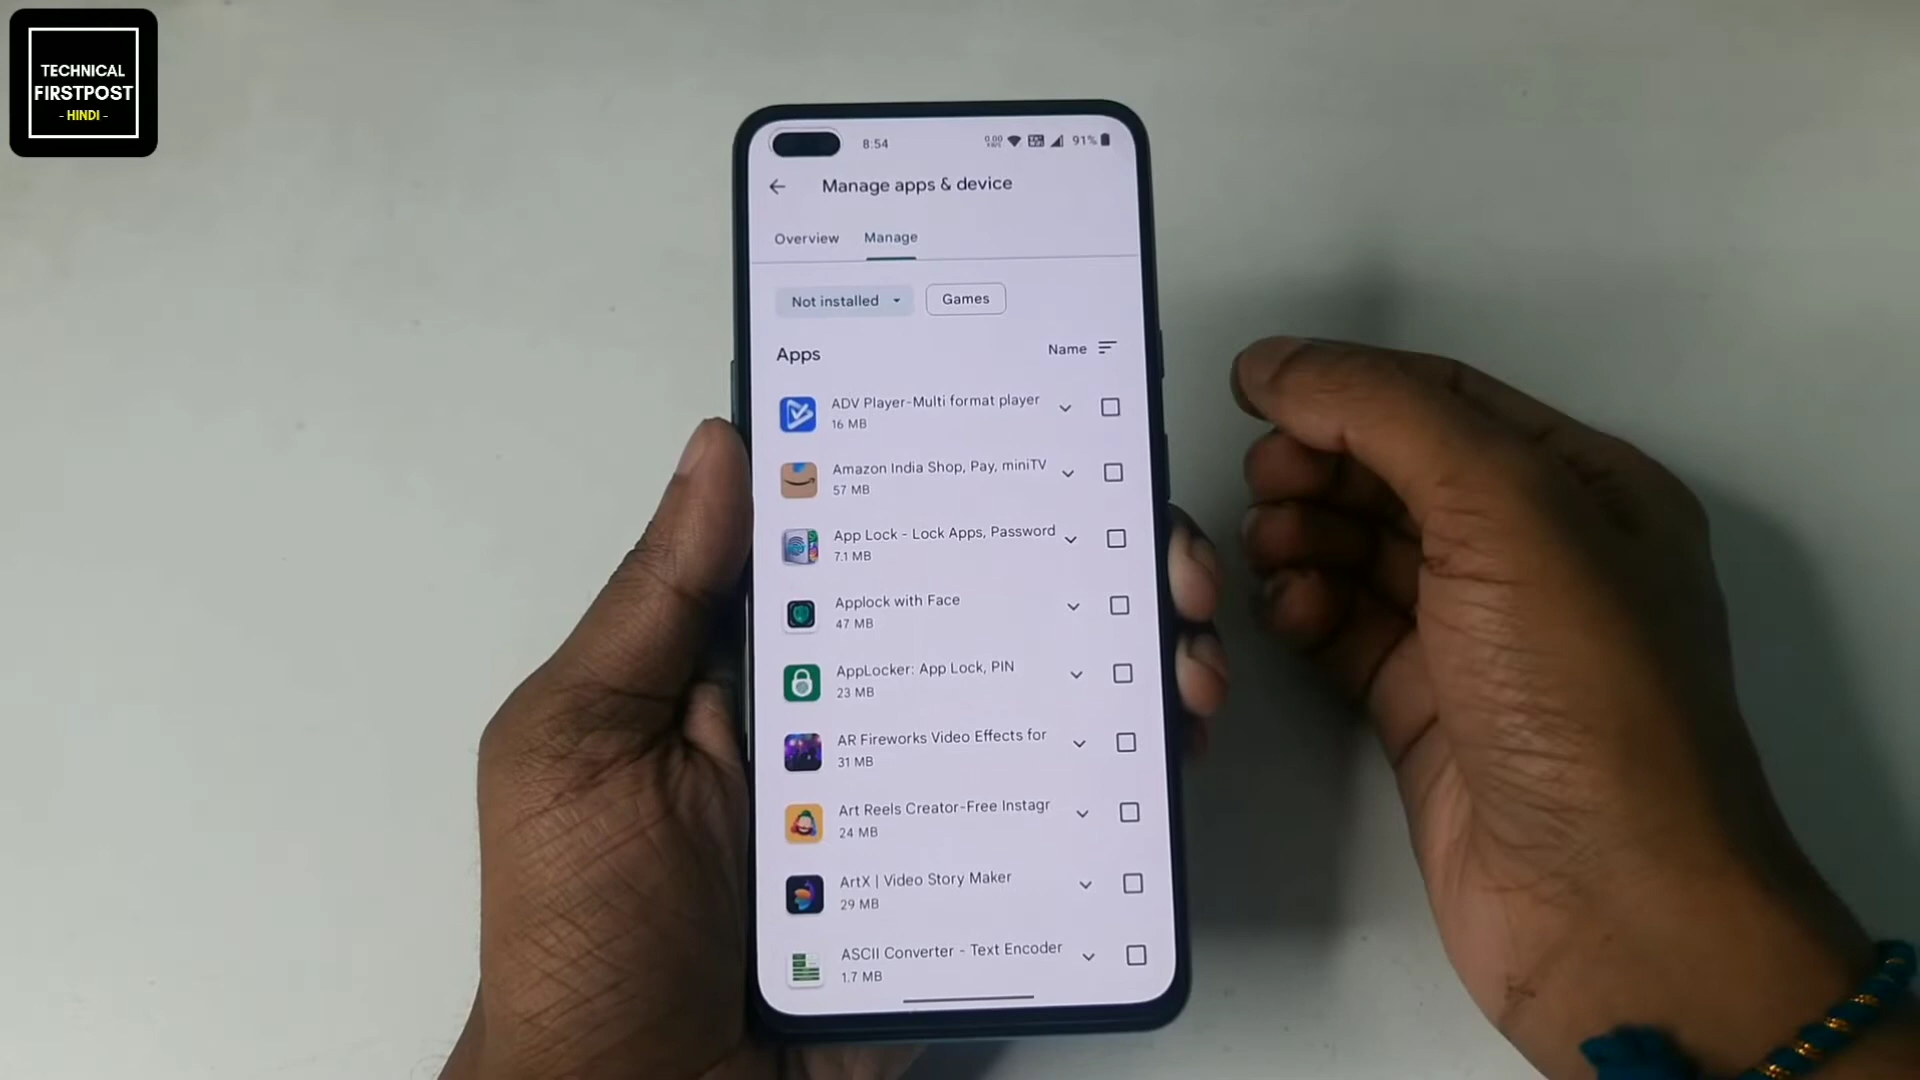 TECHNICAL
FIRSTPOST
- HINDI -
8:54
91%
Manage apps & device
Overview Manage
Not installed Games
Apps Name
ADV Player-Multi format player
16 MB
Amazon India Shop, Pay, miniTV
57 MB
App Lock - Lock Apps, Password
7.1 MB
Applock with Face
47 MB
AppLocker: App Lock, PIN
23 MB
AR Fireworks Video Effects for
31 MB
Art Reels Creator-Free Instagr
24 MB
ArtX | Video Story Maker
29 MB
ASCII Converter - Text Encoder
1.7 MB